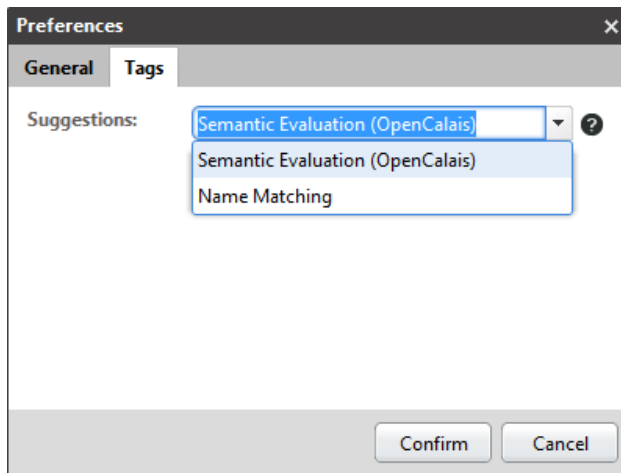 Preferences
General Tags
Suggestions: Semantic Evaluation (OpenCalais)
Semantic Evaluation (OpenCalais)
Name Matching
Confirm Cancel